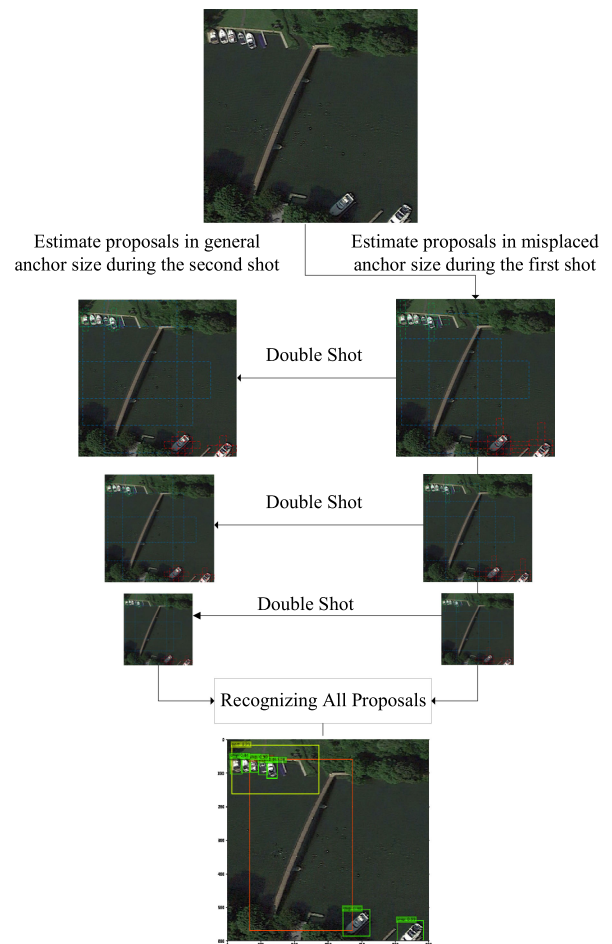 Estimate proposals in general
anchor size during the second shot
Estimate proposals in misplaced
anchor size during the first shot
Double Shot
Double Shot
Double Shot
Recognizing All Proposals